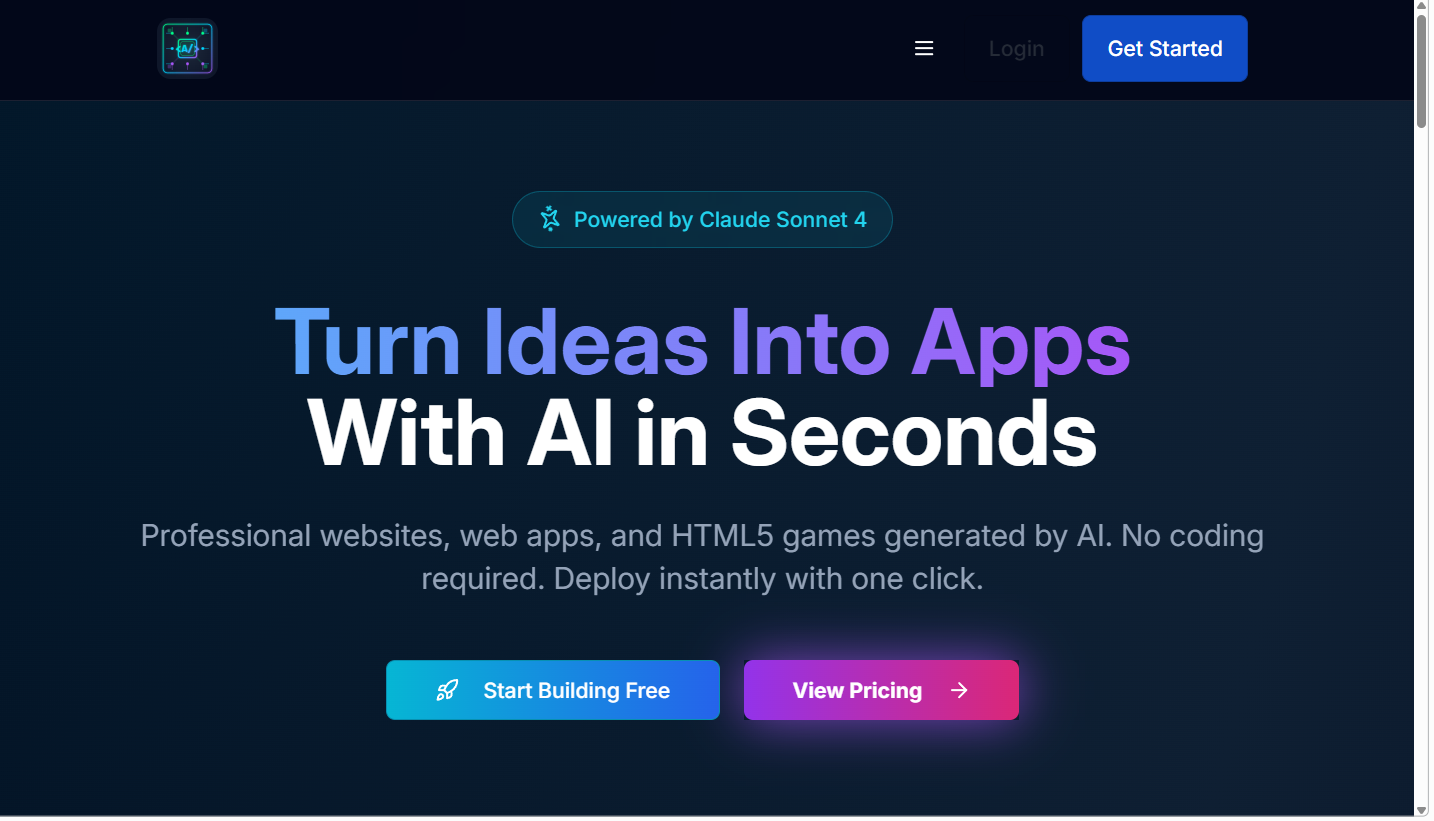 AI
Login
Get Started
Powered by Claude Sonnet 4
Turn Ideas Into Apps
With AI in Seconds
Professional websites, web apps, and HTML5 games generated by AI. No coding
required. Deploy instantly with one click.
Start Building Free
View Pricing